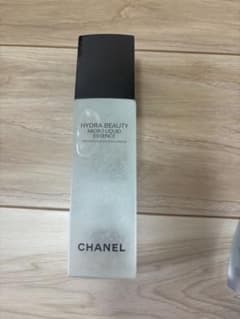 HYDRA BEAUTY
MICRO LIQUID
ESSENCE
CHANEL